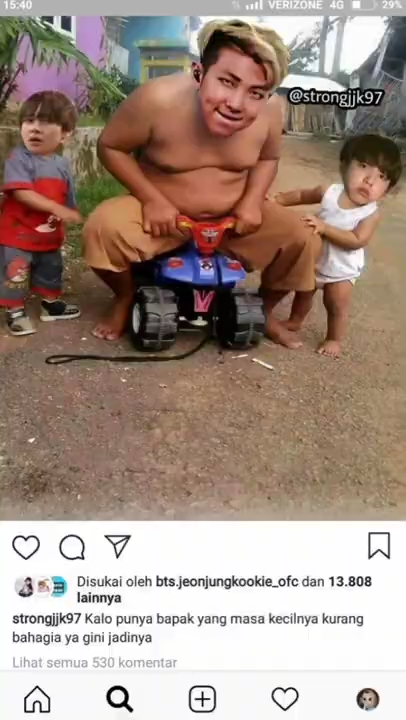 15:40
VERIZONE 4G 29%
@strongjjk97
Disukai oleh bts.jeonjungkookie_ofc dan 13.808
lainnya
strongjjk97 Kalo punya bapak yang masa kecilnya kurang
bahagia ya gini jadinya
Lihat semua 530 komentar